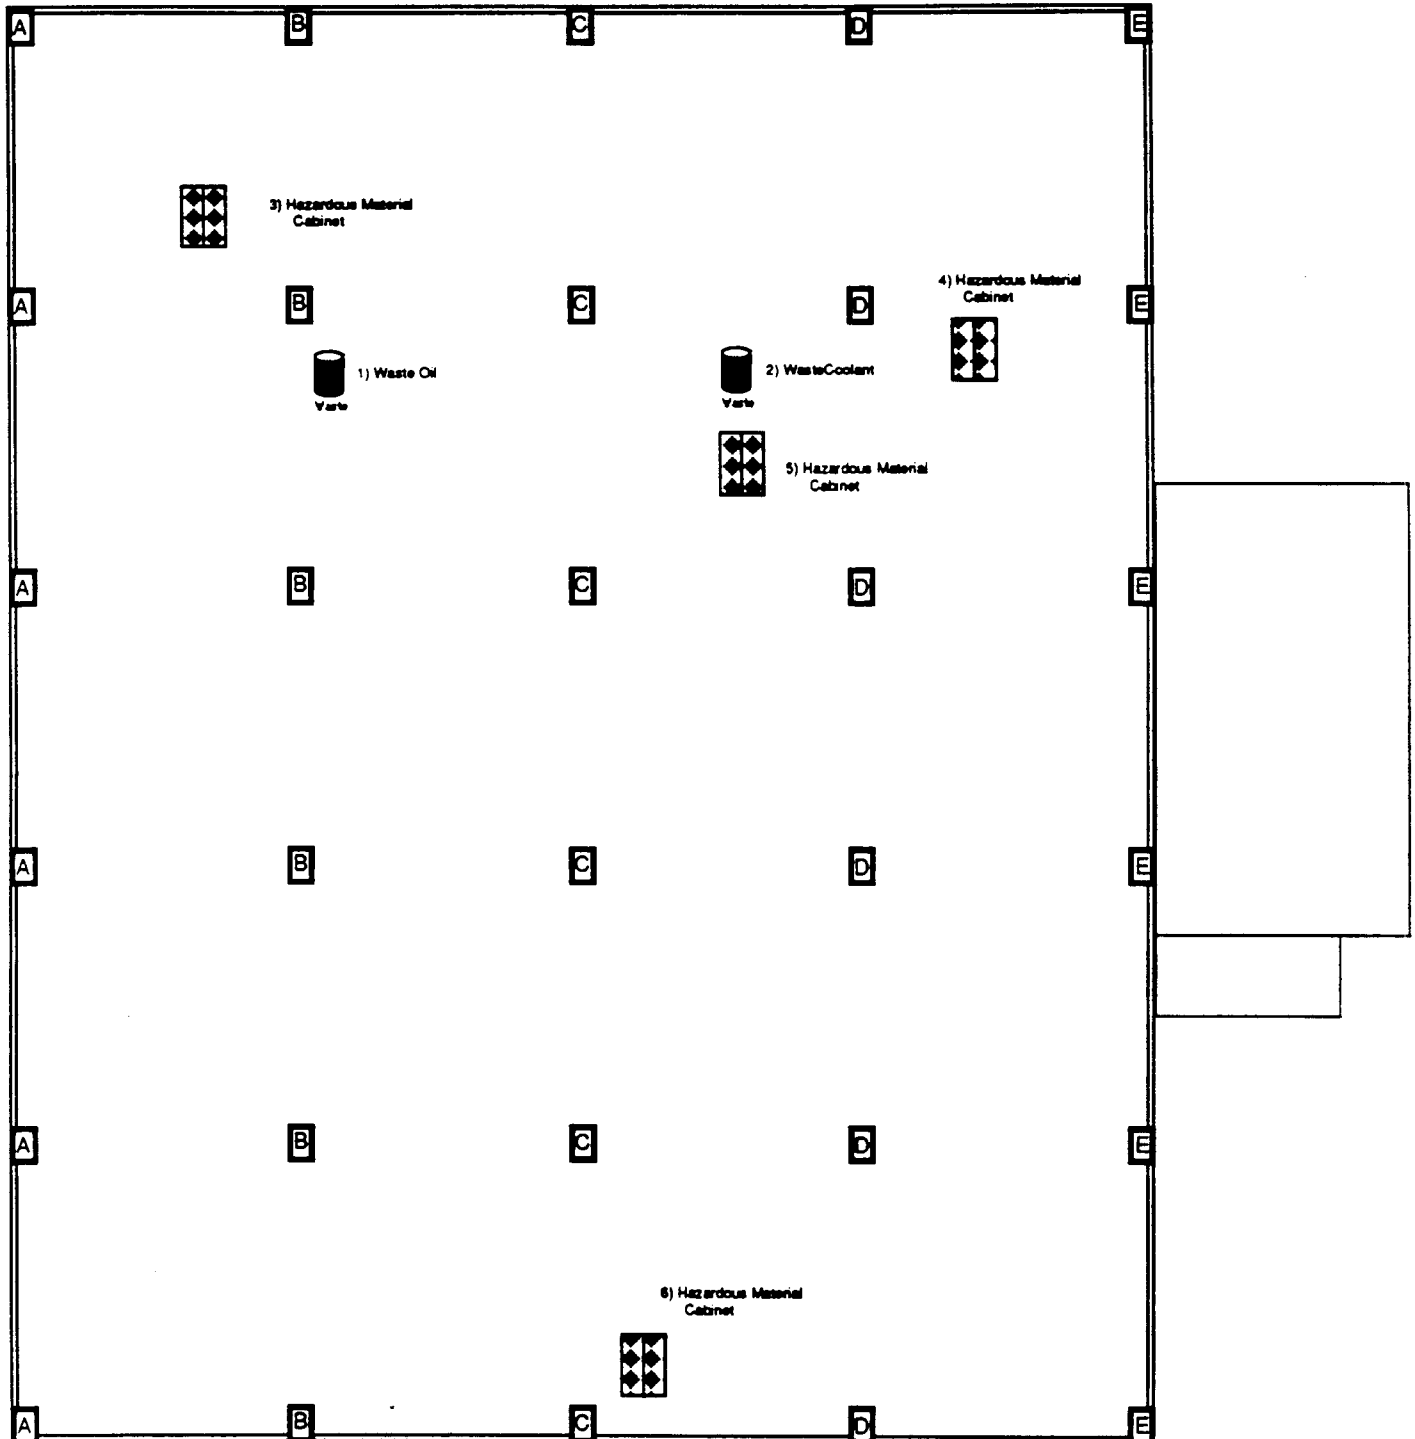 A B C D E
3) Hazardous Material
Cabinet
4) Hazardous Material
Cabinet
A B C D E
1) Waste Oil
Waste
2) WasteCoolant
Waste
5) Hazardous Material
Cabinet
A B C D E
A B C D E
A B C D E
6) Hazardous Material
Cabinet
A B C D E